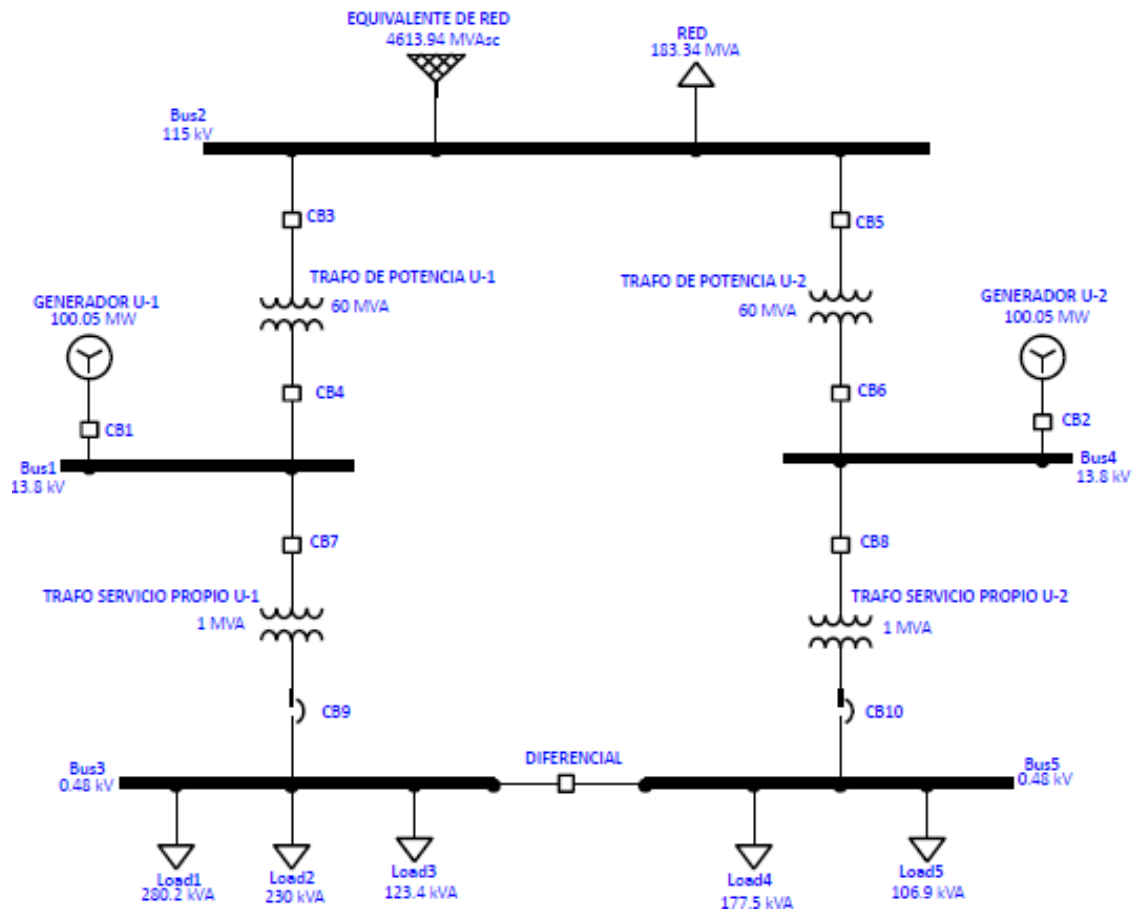 EQUIVALENTE DE RED
4613.94 MVAsc
RED
183.34 MVA
Bus2
115 kV
CB3
CB5
TRAFO DE POTENCIA U-1
60 MVA
TRAFO DE POTENCIA U-2
60 MVA
GENERADOR U-1
100.05 MW
GENERADOR U-2
100.05 MW
CB4
CB6
CB1
CB2
Bus1
13.8 kV
Bus4
13.8 kV
CB7
CB8
TRAFO SERVICIO PROPIO U-1
1 MVA
TRAFO SERVICIO PROPIO U-2
1 MVA
CB9
CB10
DIFERENCIAL
Bus3
0.48 kV
Bus5
0.48 kV
Load1
280.2 kVA
Load2
230 kVA
Load3
123.4 kVA
Load4
177.5 kVA
Load5
106.9 kVA